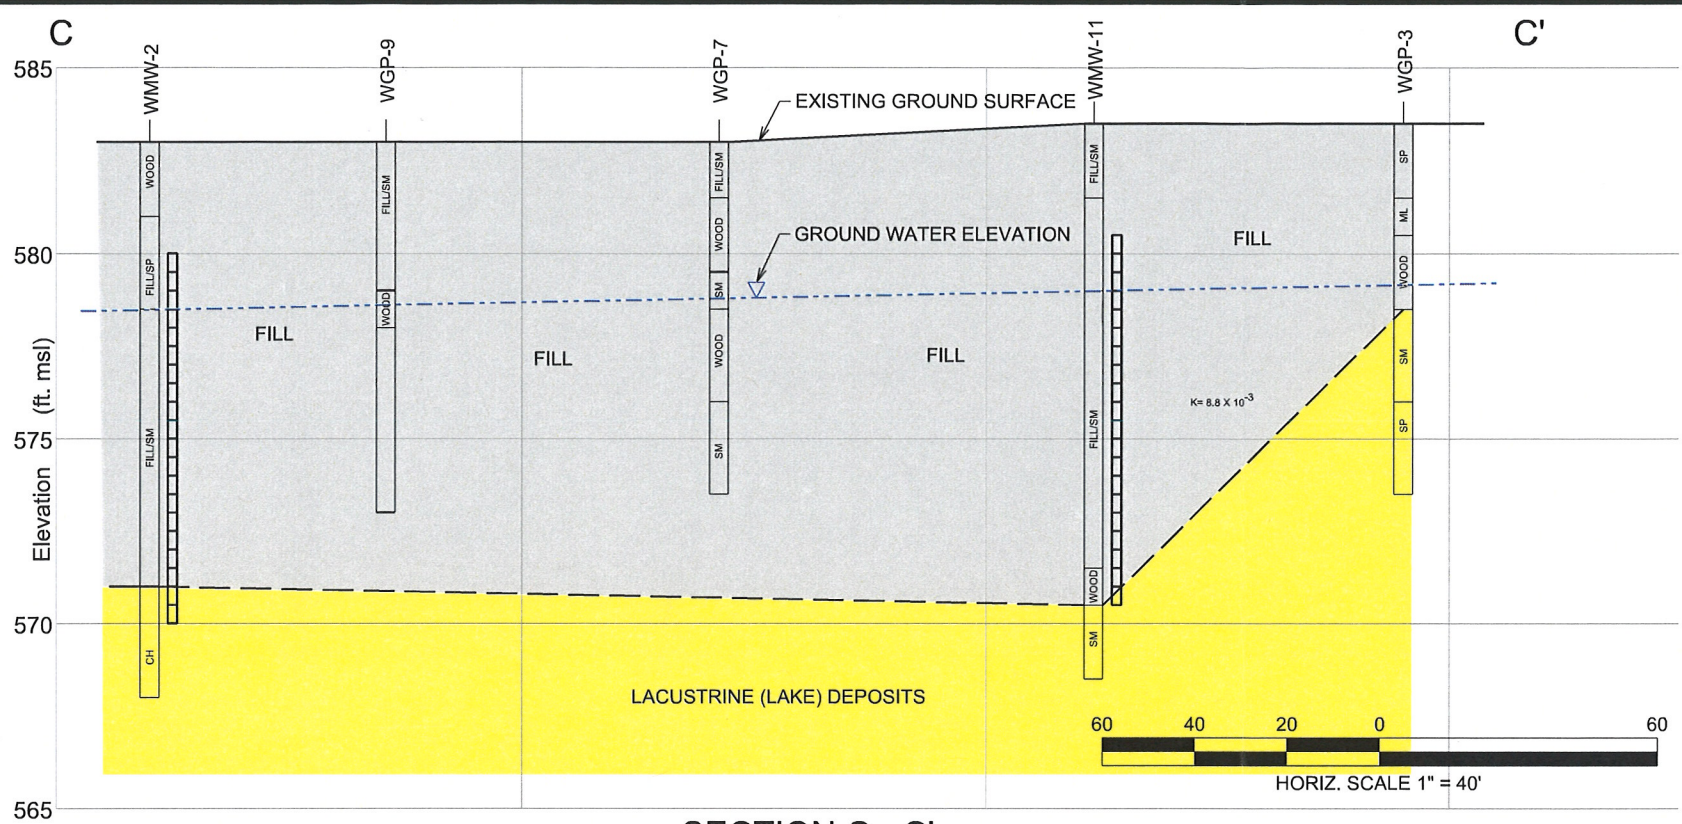 C
C'
WMW-2
WGP-9
WGP-7
WMW-11
WGP-3
585
580
575
570
565
Elevation (ft. msl)
EXISTING GROUND SURFACE
GROUND WATER ELEVATION
WOOD
FILL/SP
FILL/SM
CH
FILL/SM
WOOD
FILL/SM
WOOD
SM
WOOD
SM
FILL/SM
FILL/SM
WOOD
SM
SP
ML
WOOD
SM
SP
FILL
FILL
FILL
FILL
K= 8.8 X 10-3
LACUSTRINE (LAKE) DEPOSITS
60 40 20 0 60
HORIZ. SCALE 1" = 40'